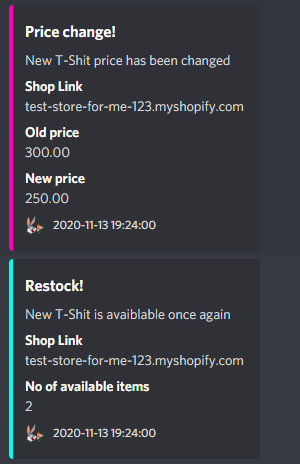 Price change!
New T-Shit price has been changed
Shop Link
test-store-for-me-123.myshopify.com
Old price
300.00
New price
250.00
2020-11-13 19:24:00
Restock!
New T-Shit is avaiblable once again
Shop Link
test-store-for-me-123.myshopify.com
No of available items
2
2020-11-13 19:24:00